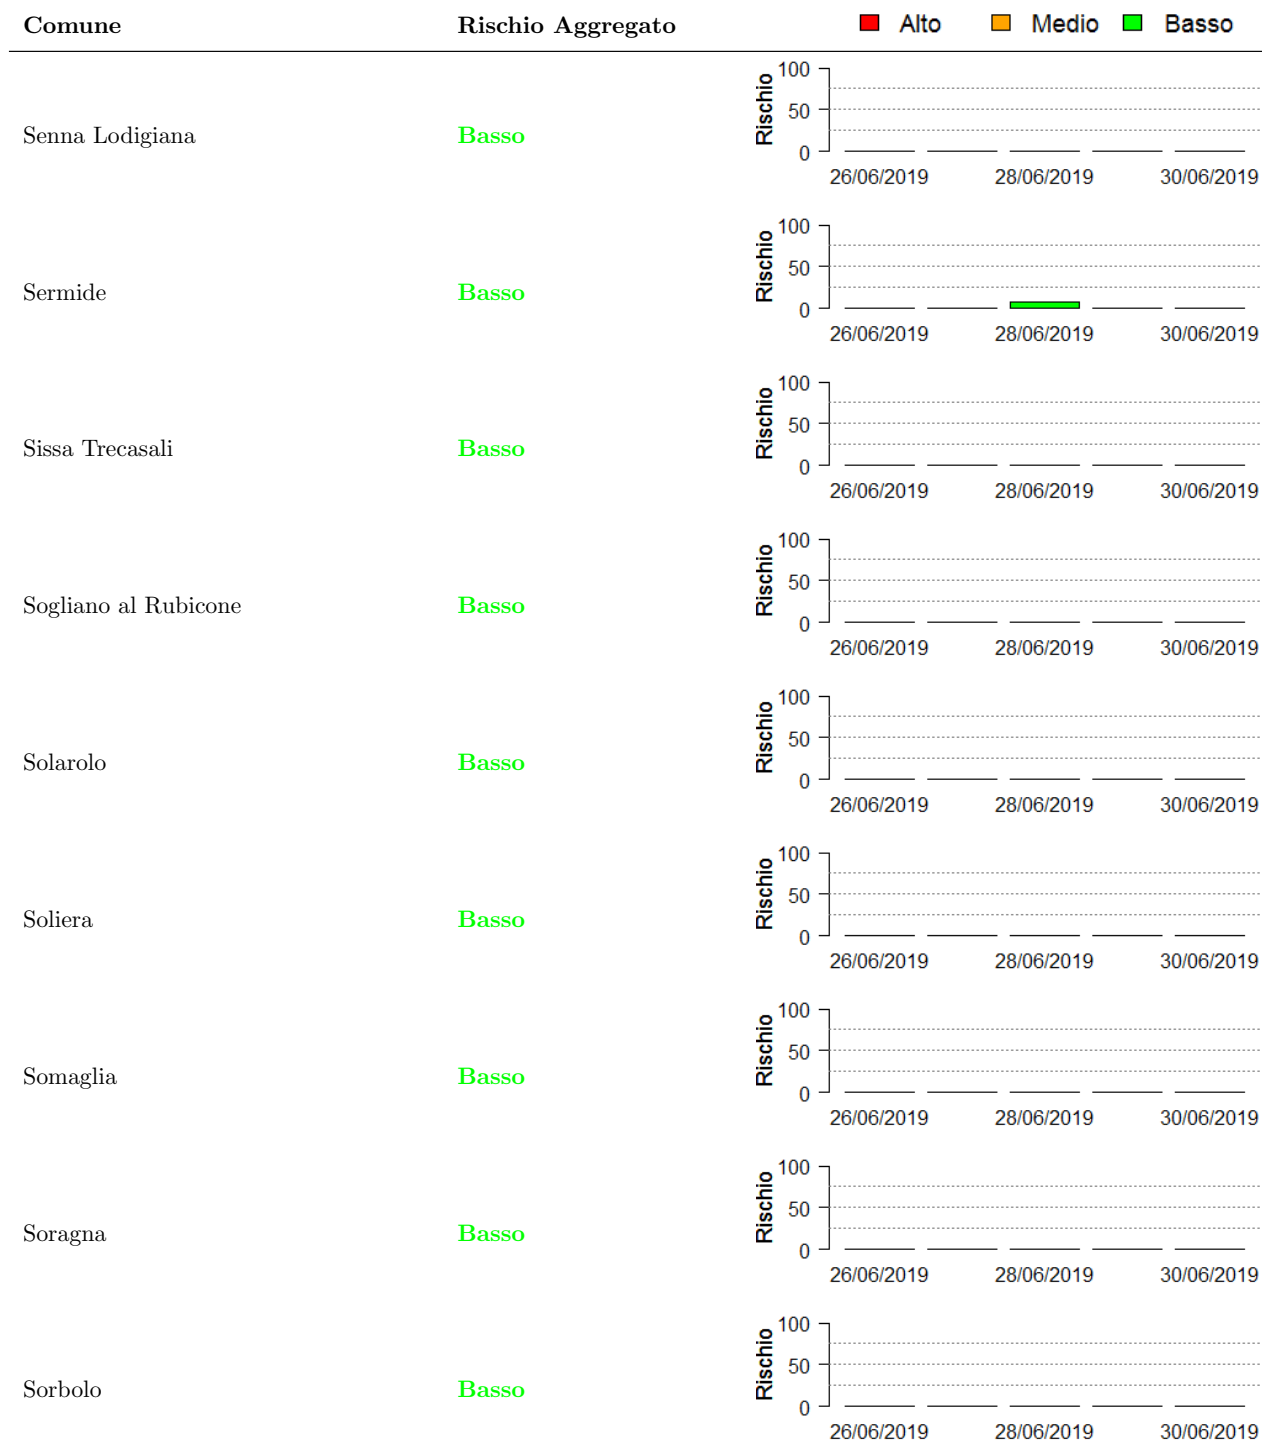 Comune Rischio Aggregato Alto Medio Basso
Senna Lodigiana Basso Rischio 100 50 0
26/06/2019 28/06/2019 30/06/2019
Sermide Basso Rischio 100 50 0
26/06/2019 28/06/2019 30/06/2019
Sissa Trecasali Basso Rischio 100 50 0
26/06/2019 28/06/2019 30/06/2019
Sogliano al Rubicone Basso Rischio 100 50 0
26/06/2019 28/06/2019 30/06/2019
Solarolo Basso Rischio 100 50 0
26/06/2019 28/06/2019 30/06/2019
Soliera Basso Rischio 100 50 0
26/06/2019 28/06/2019 30/06/2019
Somaglia Basso Rischio 100 50 0
26/06/2019 28/06/2019 30/06/2019
Soragna Basso Rischio 100 50 0
26/06/2019 28/06/2019 30/06/2019
Sorbolo Basso Rischio 100 50 0
26/06/2019 28/06/2019 30/06/2019